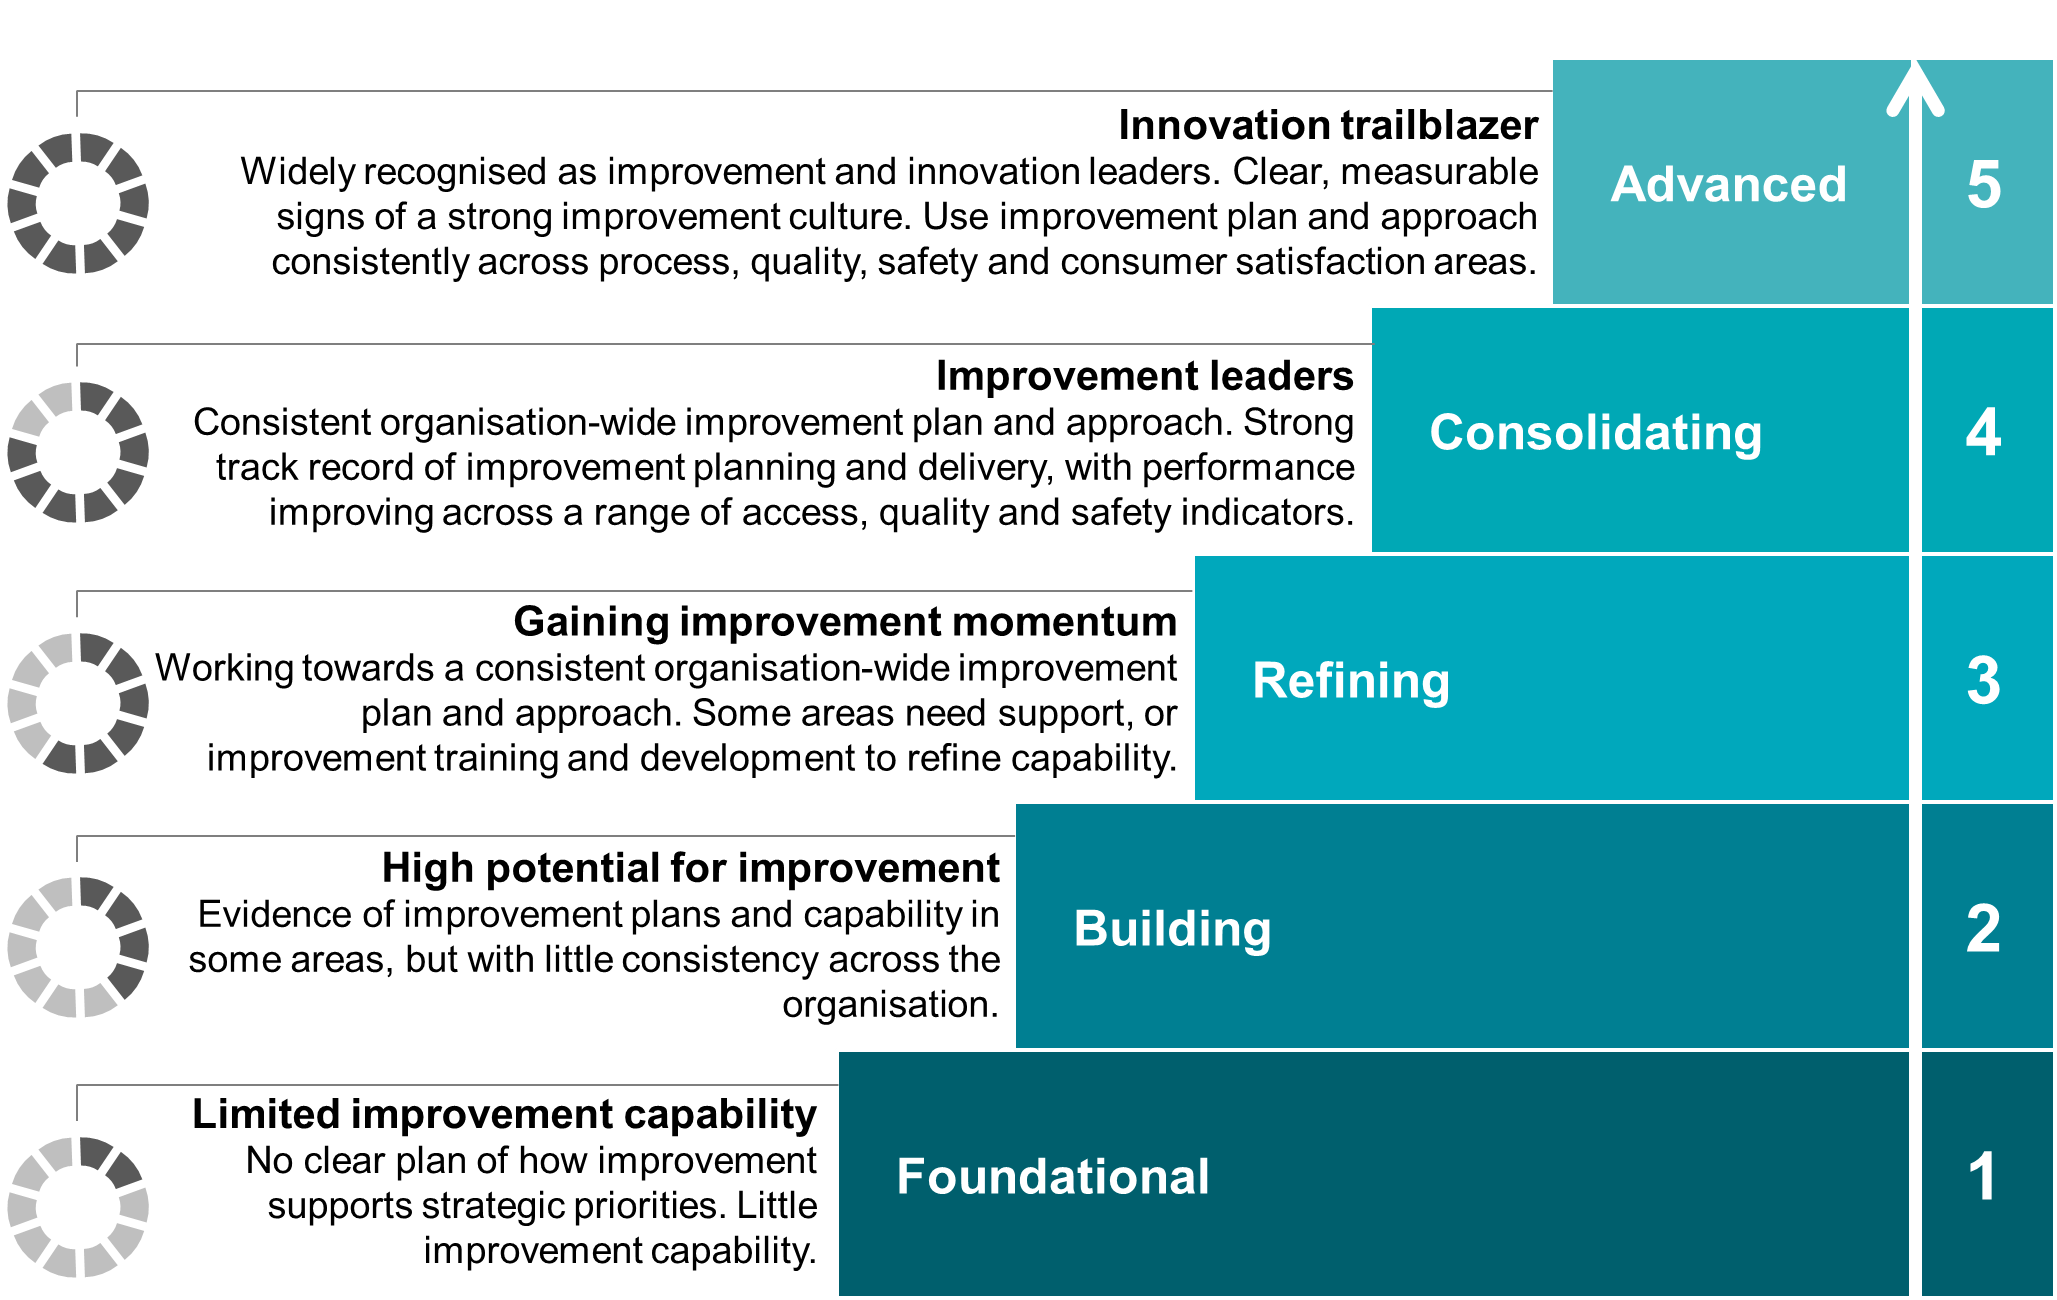 Innovation trailblazer
Widely recognised as improvement and innovation leaders. Clear, measurable
signs of a strong improvement culture. Use improvement plan and approach
consistently across process, quality, safety and consumer satisfaction areas.
Advanced
5
Improvement leaders
Consistent organisation-wide improvement plan and approach. Strong
track record of improvement planning and delivery, with performance
improving across a range of access, quality and safety indicators.
Consolidating
4
Gaining improvement momentum
Working towards a consistent organisation-wide improvement
plan and approach. Some areas need support, or
improvement training and development to refine capability.
Refining
3
High potential for improvement
Evidence of improvement plans and capability in
some areas, but with little consistency across the
organisation.
Building
2
Limited improvement capability
No clear plan of how improvement
supports strategic priorities. Little
improvement capability.
Foundational
1